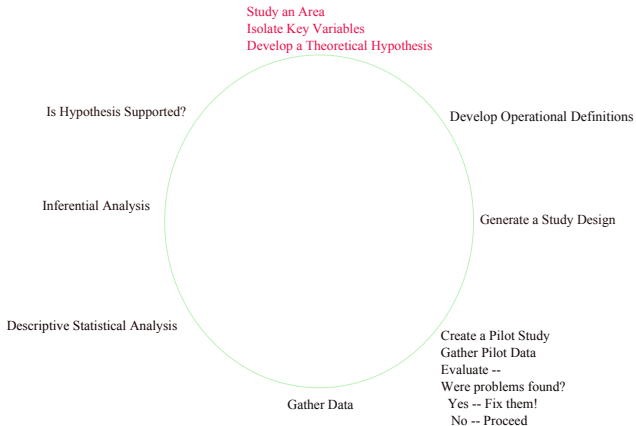 Study an Area
Isolate Key Variables
Develop a Theoretical Hypothesis
Develop Operational Definitions
Generate a Study Design
Create a Pilot Study
Gather Pilot Data
Evaluate --
Were problems found?
Yes -- Fix them!
No -- Proceed
Gather Data
Descriptive Statistical Analysis
Inferential Analysis
Is Hypothesis Supported?